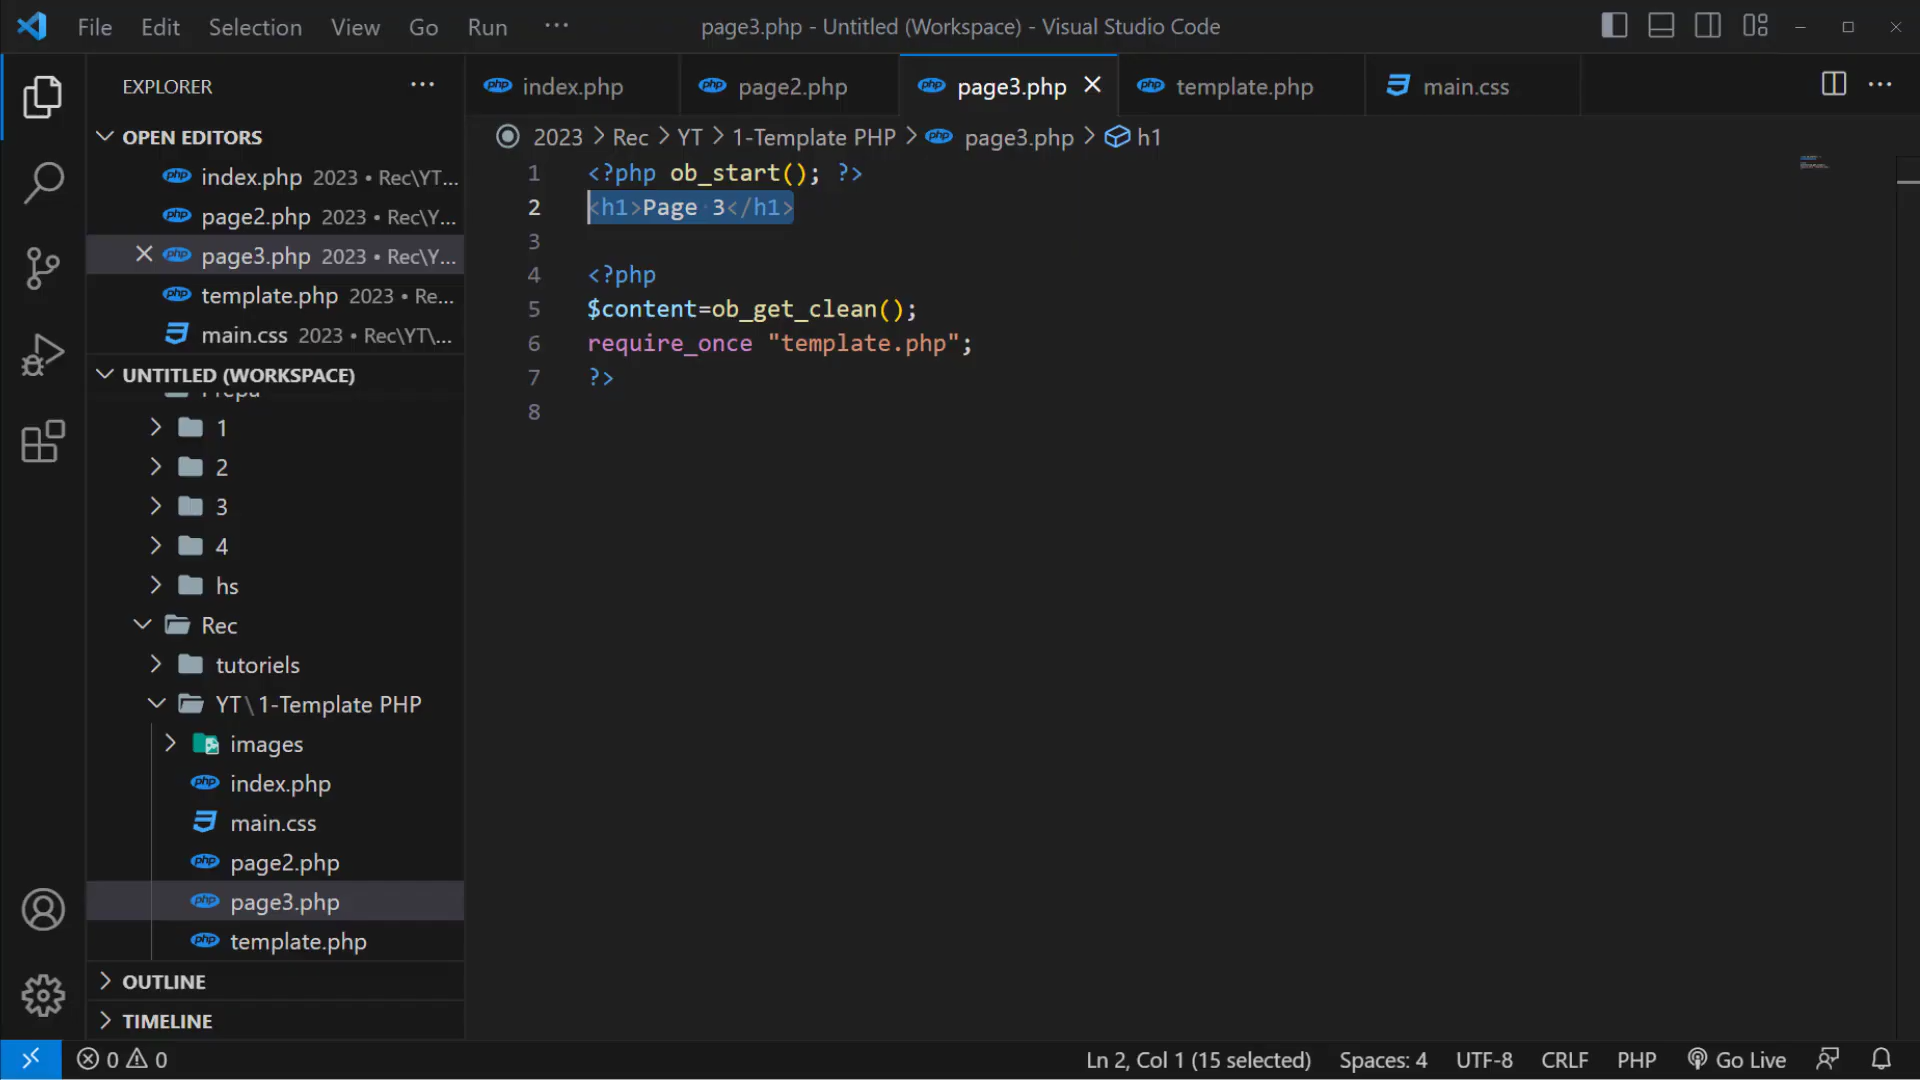 File Edit Selection View Go Run ··· page3.php - Untitled (Workspace) - Visual Studio Code
EXPLORER ···
index.php page2.php page3.php template.php main.css
OPEN EDITORS
index.php 2023 • Rec\YT...
page2.php 2023 • Rec\Y...
page3.php 2023 • Rec\Y...
template.php 2023 • Re...
main.css 2023 • Rec\YT\...
UNTITLED (WORKSPACE)
Prepa
1
2
3
4
hs
Rec
tutoriels
YT\1-Template PHP
images
index.php
main.css
page2.php
page3.php
template.php
OUTLINE
TIMELINE
2023 > Rec > YT > 1-Template PHP > page3.php > h1
1 <?php ob_start(); ?>
2 <h1>Page·3</h1>
3
4 <?php
5 $content=ob_get_clean();
6 require_once "template.php";
7 ?>
8
0 0 Ln 2, Col 1 (15 selected) Spaces: 4 UTF-8 CRLF PHP Go Live